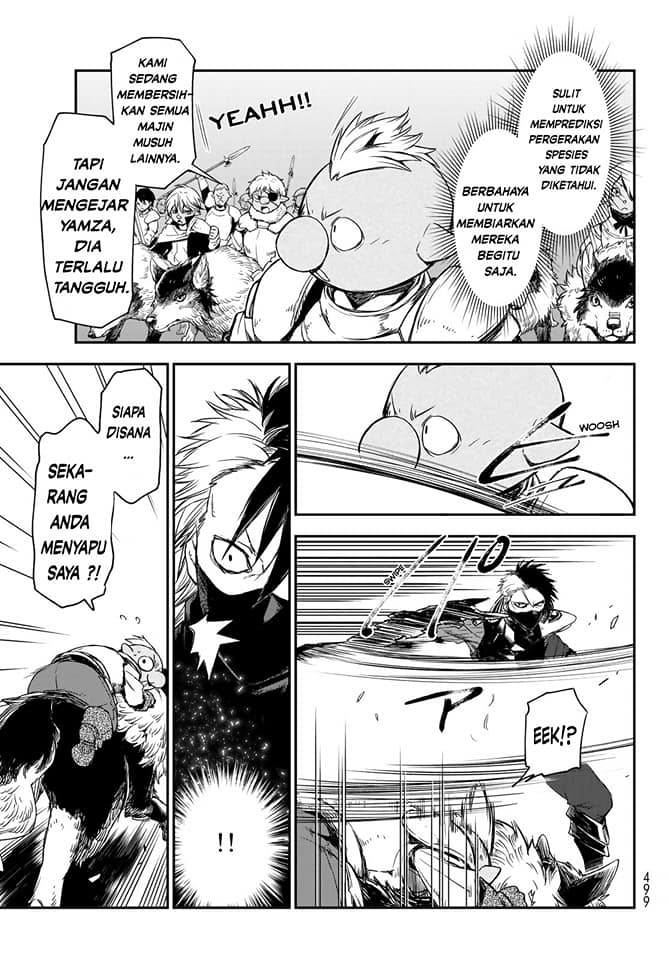 SULIT
UNTUK
MEMPREDIKSI
PERGERAKAN
SPESIES
YANG TIDAK
DIKETAHUI.
BERBAHAYA
UNTUK
MEMBIARKAN
MEREKA
BEGITU
SAJA.
YEAHH!!
KAMI
SEDANG
MEMBERSIH-
KAN SEMUA
MAJIN
MUSUH
LAINNYA.
TAPI
JANGAN
MENGEJAR
YAMZA,
DIA
TERLALU
TANGGUH.
WOOSH
SWIPE
EEK!?
!!
SIAPA
DISANA
...
SEKA-
RANG
ANDA
MENYAPU
SAYA ?!
499